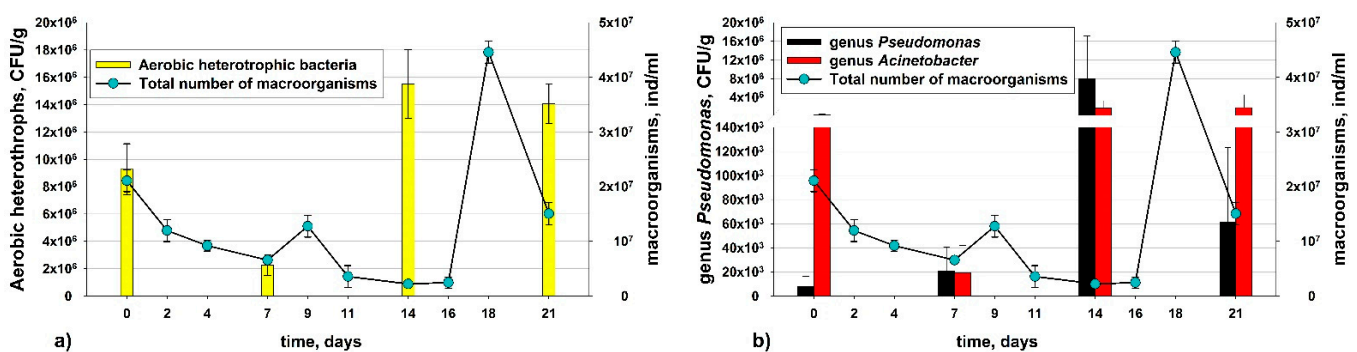 Aerobic heterothrophs, CFU/g
20x10⁶
18x10⁶
16x10⁶
14x10⁶
12x10⁶
10x10⁶
8x10⁶
6x10⁶
4x10⁶
2x10⁶
0
Aerobic heterotrophic bacteria
Total number of macroorganisms
5x10⁷
4x10⁷
3x10⁷
2x10⁷
10⁷
0
macroorganisms, ind/ml
0 2 4 7 9 11 14 16 18 21
a) time, days
genus Pseudomonas, CFU/g
20x10⁶
16x10⁶
12x10⁶
8x10⁶
4x10⁶
140x10³
100x10³
80x10³
60x10³
40x10³
20x10³
0
genus Pseudomonas
genus Acinetobacter
Total number of macroorganisms
5x10⁷
4x10⁷
3x10⁷
2x10⁷
10⁷
0
macroorganisms, ind/ml
0 2 4 7 9 11 14 16 18 21
b) time, days